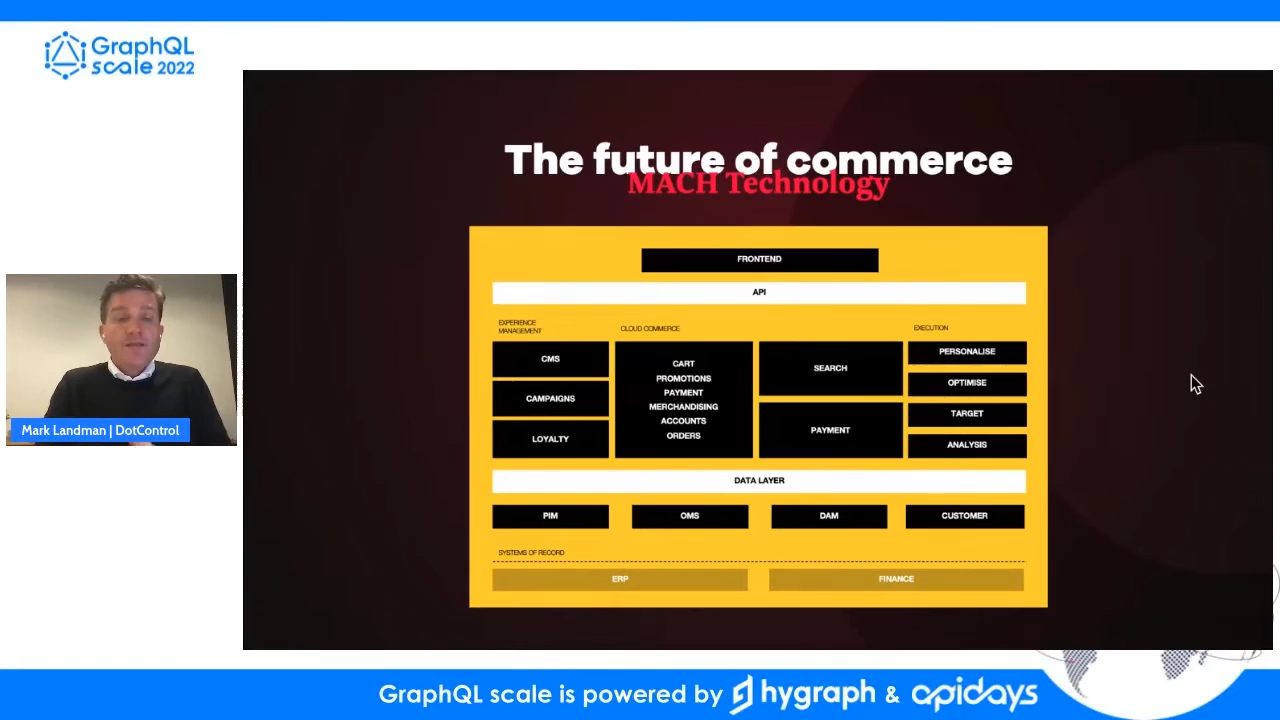 GraphQL
scale 2022
The future of commerce
MACH Technology
FRONTEND
API
EXPERIENCE
MANAGEMENT
CLOUD COMMERCE
EXECUTION
CMS
CAMPAIGNS
LOYALTY
CART
PROMOTIONS
PAYMENT
MERCHANDISING
ACCOUNTS
ORDERS
SEARCH
PAYMENT
PERSONALISE
OPTIMISE
TARGET
ANALYSIS
DATA LAYER
PIM
OMS
DAM
CUSTOMER
SYSTEMS OF RECORD
ERP
FINANCE
Mark Landman | DotControl
GraphQL scale is powered by hygraph & apidays